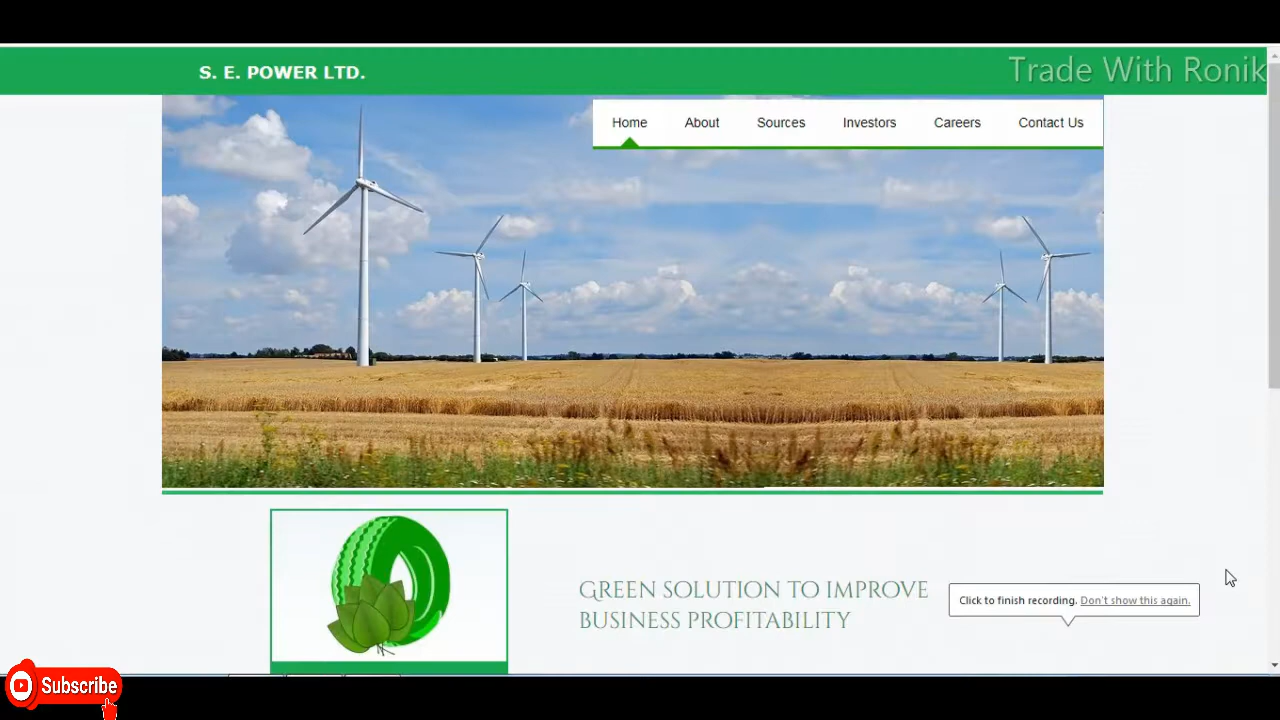 S. E. POWER LTD.
Trade With Ronik
Home About Sources Investors Careers Contact Us
GREEN SOLUTION TO IMPROVE
BUSINESS PROFITABILITY
Click to finish recording. Don't show this again.
Subscribe